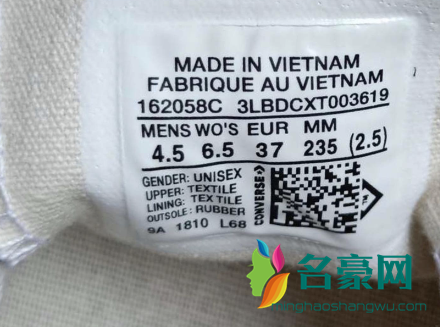 MADE IN VIETNAM
FABRIQUE AU VIETNAM
162058C 3LBDCXT003619
MENS WO'S EUR MM
4.5 6.5 37 235 (2.5)
GENDER: UNISEX
UPPER: TEXTILE
LINING: TEXTILE
OUTSOLE: RUBBER
9A 1810 L68
CONVERSE
名豪网
minghaoshangwu.com